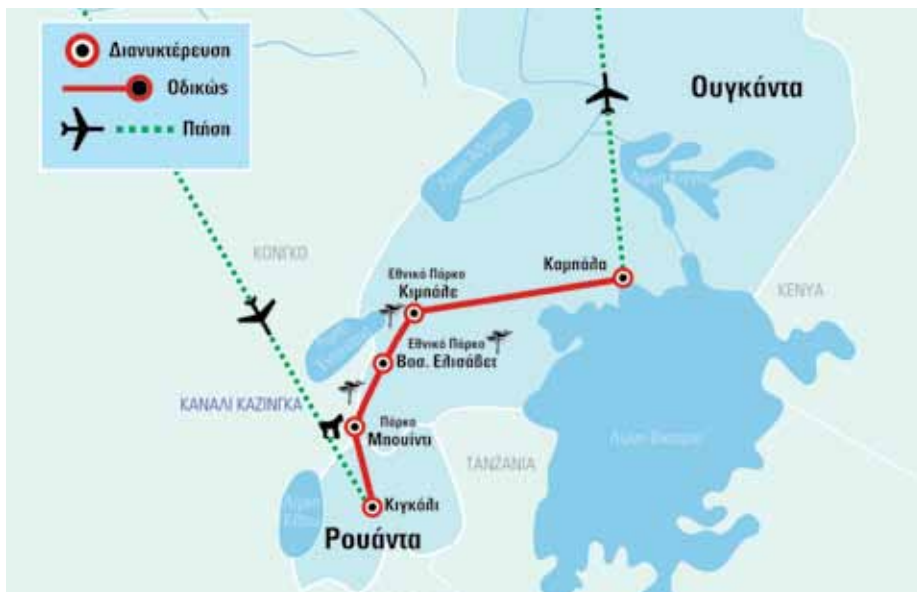 Διανυκτέρευση
Οδικώς
Πτήση
Ουγκάντα
Λίμνη
ΚΟΝΓΚΟ
Καμπάλα
Εθνικό Πάρκο
Κιμπάλε
KENYA
Εθνικό Πάρκο
Βασ. Ελισάβετ
ΚΑΝΑΛΙ ΚΑΖΙΝΓΚΑ
Πάρκο
Μπουίντι
TANZANIA
Κιγκάλι
Ρουάντα